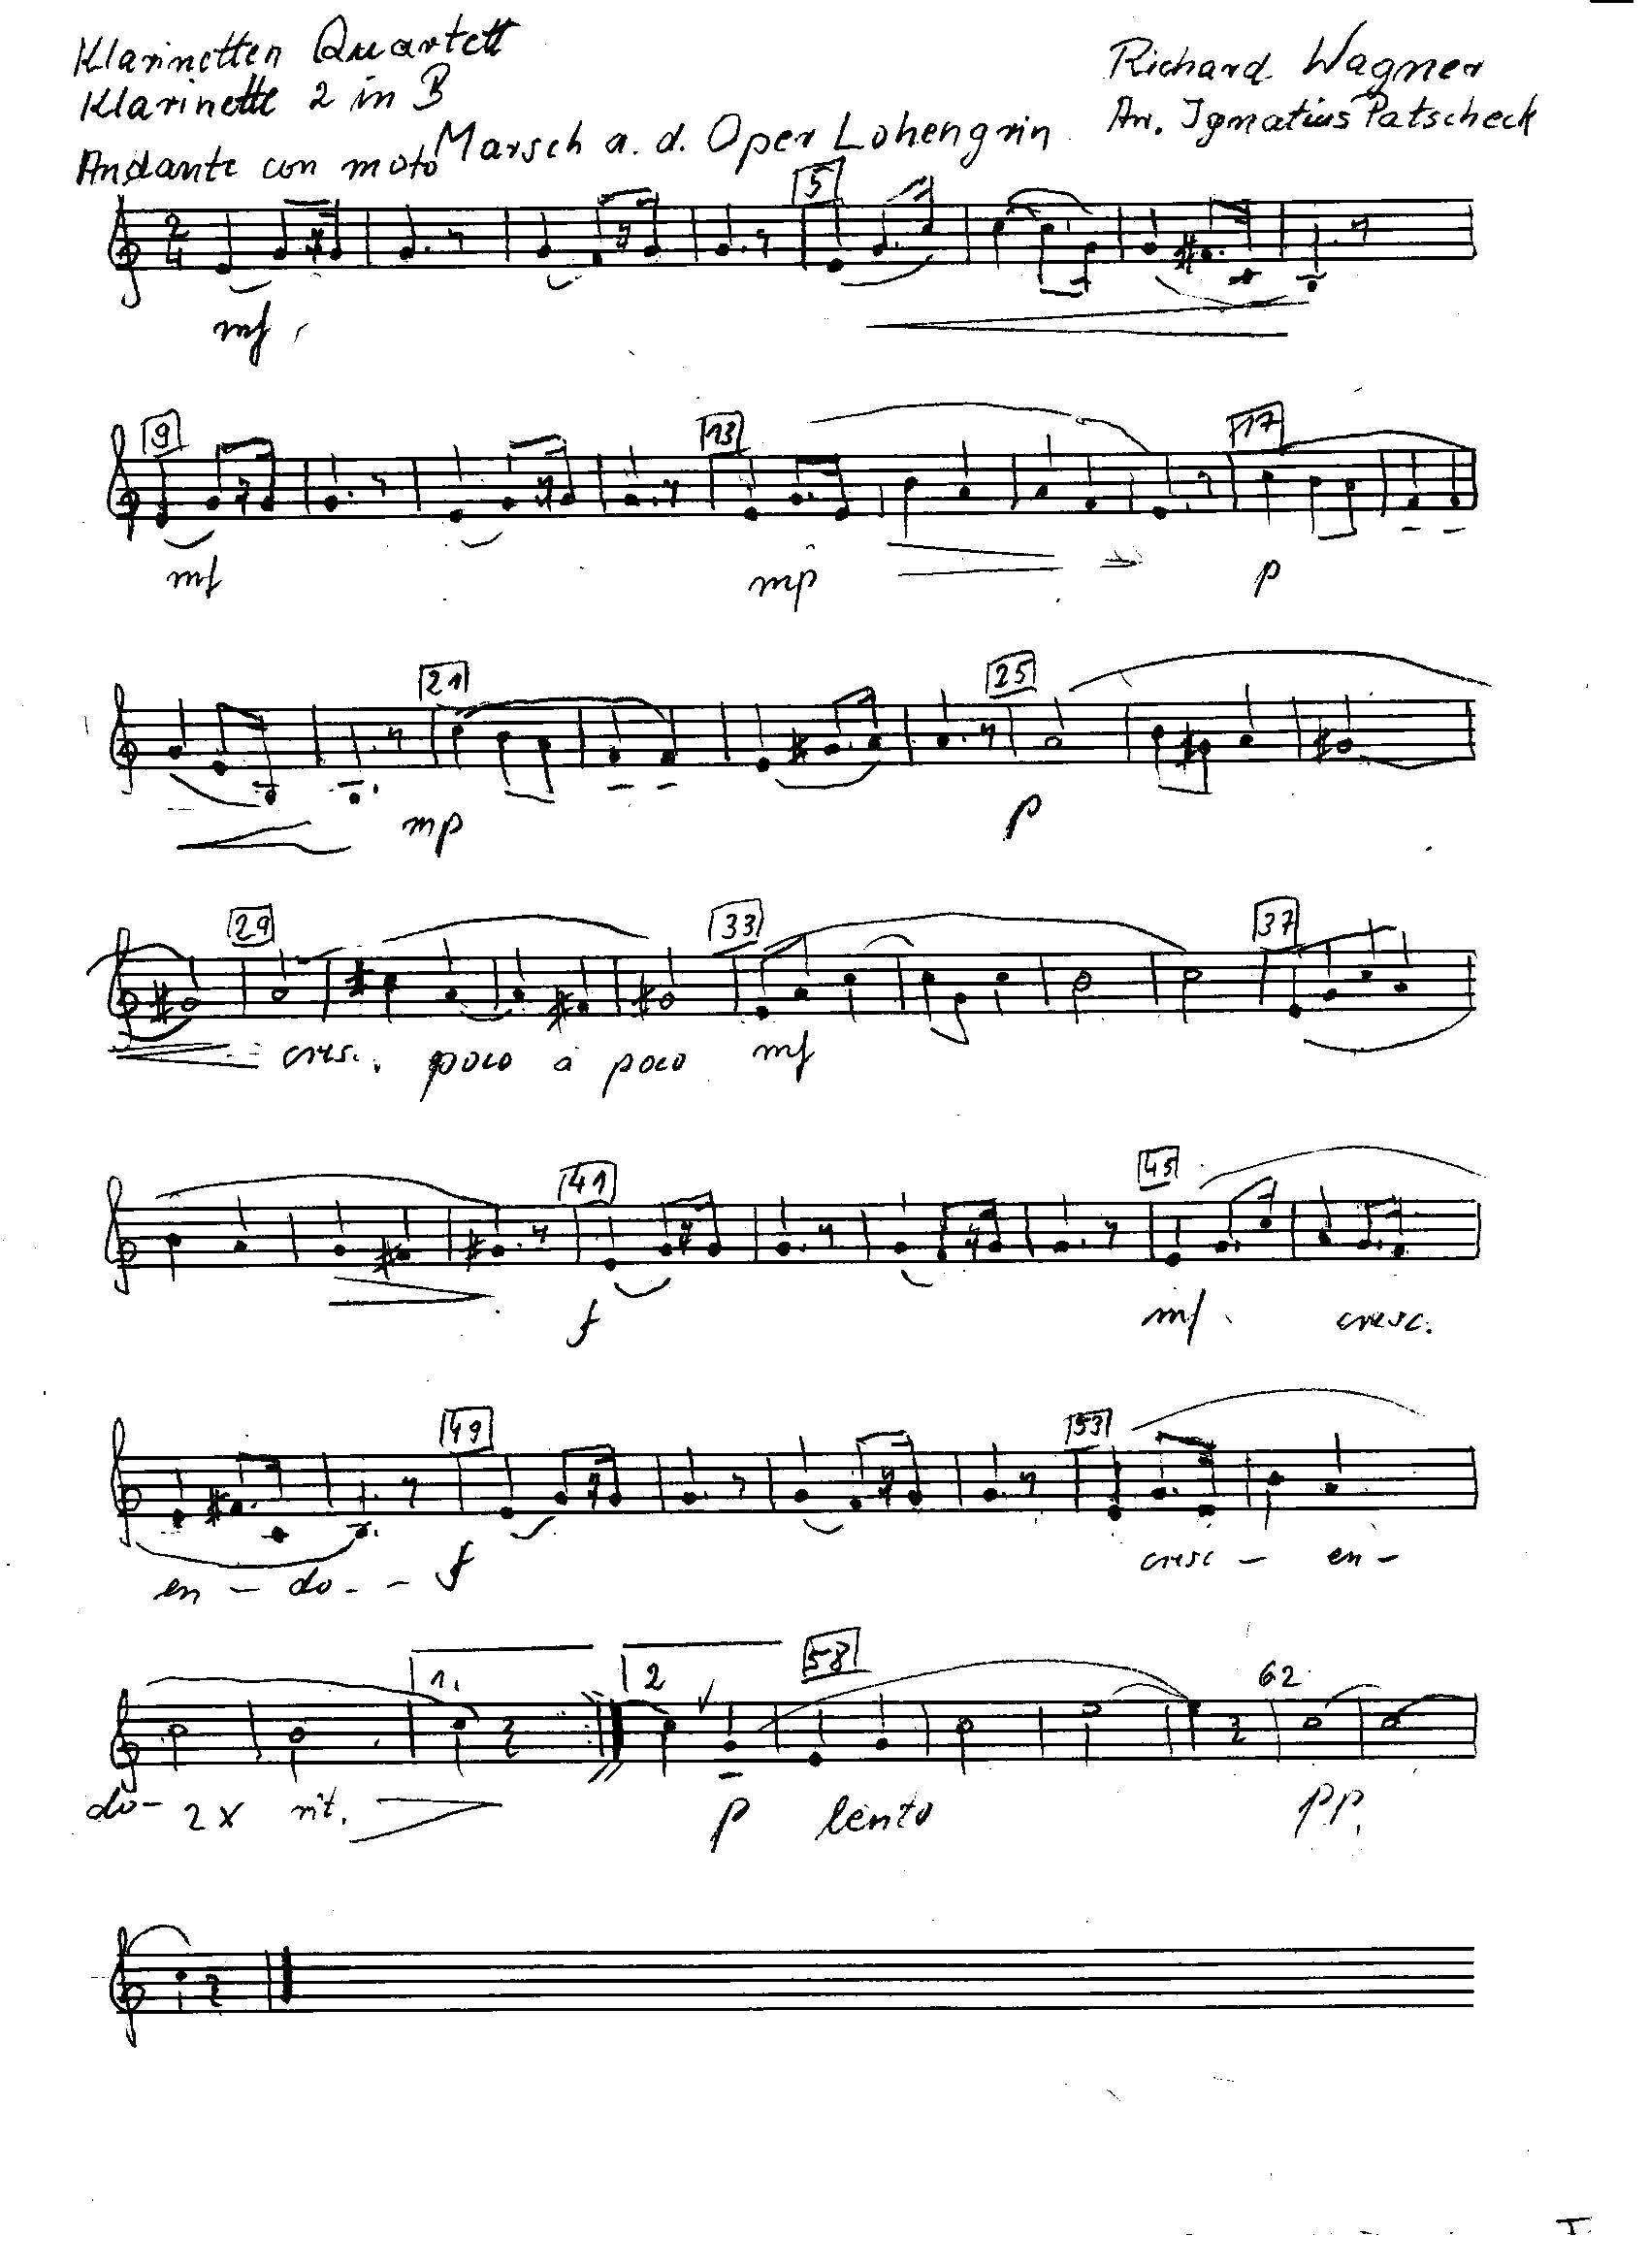 Klarinetten Quartett
Richard Wagner
Klarinette 2 in B
Arr. Ignatius Patscheck
Marsch a. d. Oper Lohengrin
Andante con moto
5
2
4
mf
9 13 17
mf mp p
21 25
mp p
29 33 37
cresc. poco a poco mf
41 45
f mf cresc.
49 53
en - do - - f cresc - en -
1. 2 58 62
do- 2x rit. p lento pp.